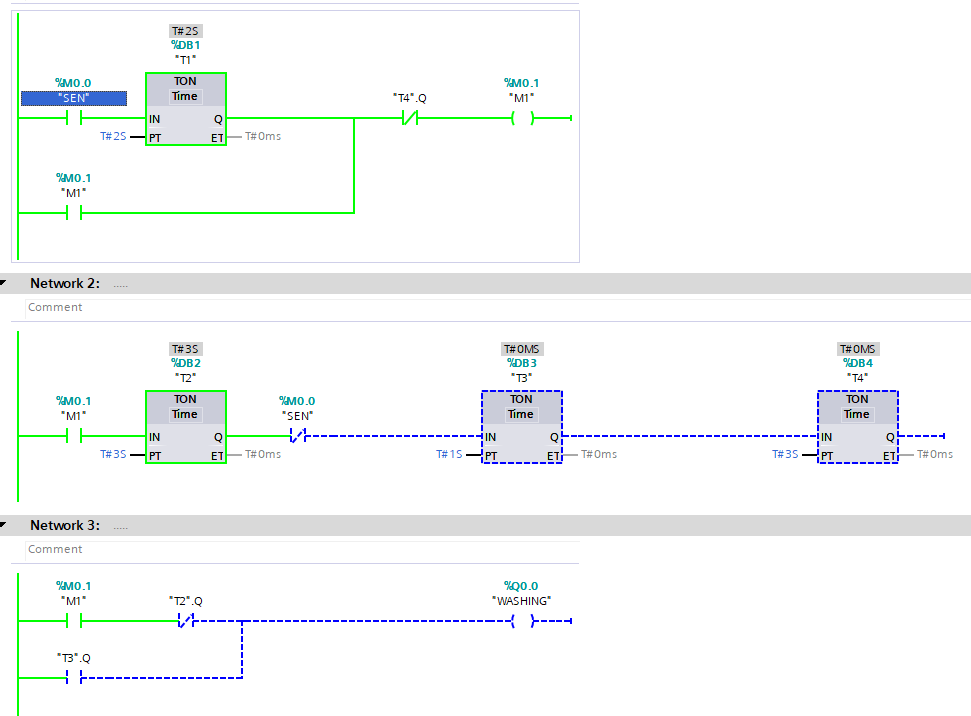 T#2S
%DB1
"T1"
%M0.0
"SEN"
TON
Time
"T4".Q
%M0.1
"M1"
IN
Q
T#2S
PT
ET
T#0ms
%M0.1
"M1"
Network 2:
.....
Comment
T#3S
%DB2
"T2"
T#0MS
%DB3
"T3"
T#0MS
%DB4
"T4"
%M0.1
"M1"
TON
Time
%M0.0
"SEN"
TON
Time
TON
Time
IN
Q
IN
Q
IN
Q
T#3S
PT
ET
T#0ms
T#1S
PT
ET
T#0ms
T#3S
PT
ET
T#0ms
Network 3:
.....
Comment
%M0.1
"M1"
"T2".Q
%Q0.0
"WASHING"
"T3".Q